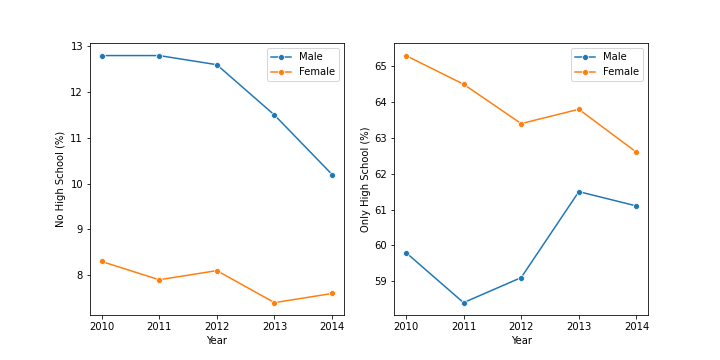 13
12
11
10
9
8
No High School (%)
2010 2011 2012 2013 2014
Year
Male
Female
65
64
63
62
61
60
59
Only High School (%)
2010 2011 2012 2013 2014
Year
Male
Female